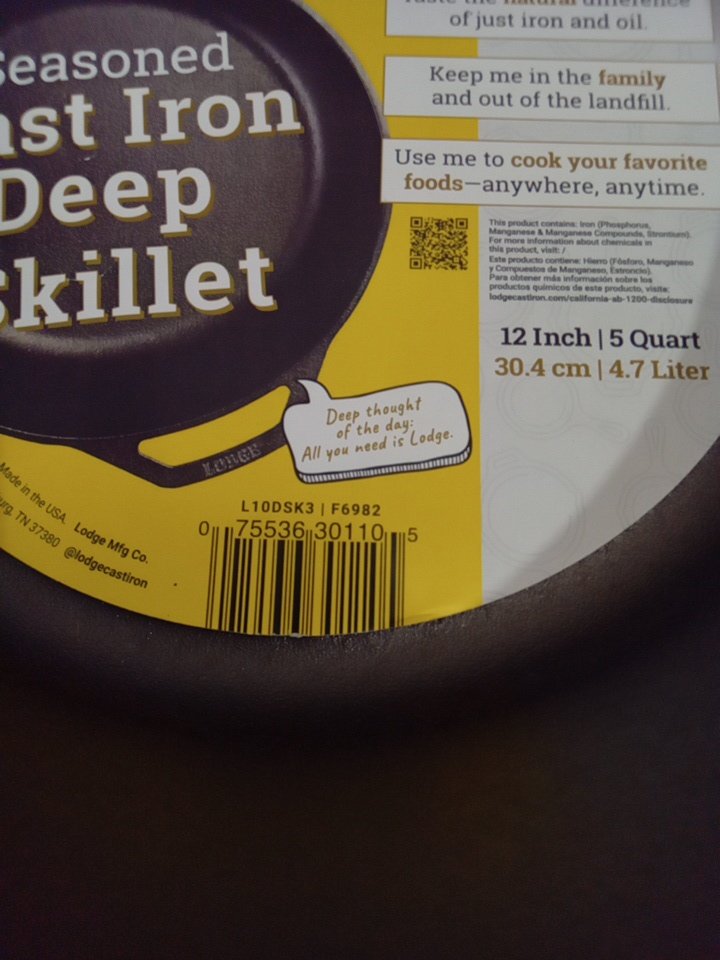 Seasoned
ast Iron
Deep
Skillet
of just iron and oil.
Keep me in the family
and out of the landfill.
Use me to cook your favorite
foods—anywhere, anytime.
This product contains: Iron (Phosphorus,
Manganese & Manganese Compounds, Strontium).
For more information about chemicals in
this product, visit: /
Este producto contiene: Hierro (Fósforo, Manganeso
y Compuestos de Manganeso, Estroncio).
Para obtener más información sobre los
productos químicos de este producto, visite:
lodgecastiron.com/california-ab-1200-disclosure
12 Inch | 5 Quart
30.4 cm | 4.7 Liter
Deep thought
of the day:
All you need is Lodge.
LODGE
Made in the USA. Lodge Mfg Co.
urg, TN 37380 @lodgecastiron
L10DSK3 | F6982
0 75536 30110 5